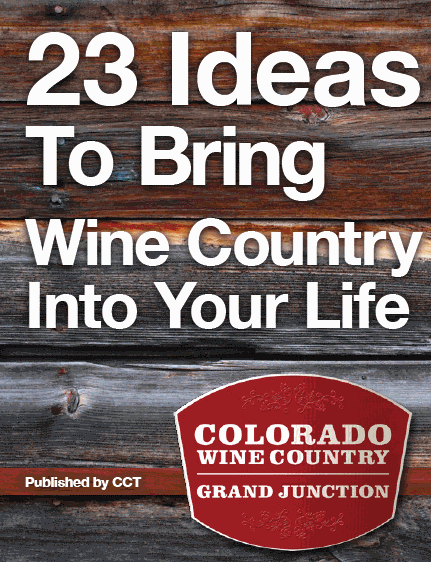 23 Ideas
To Bring
Wine Country
Into Your Life
COLORADO
WINE COUNTRY
GRAND JUNCTION
Published by CCT